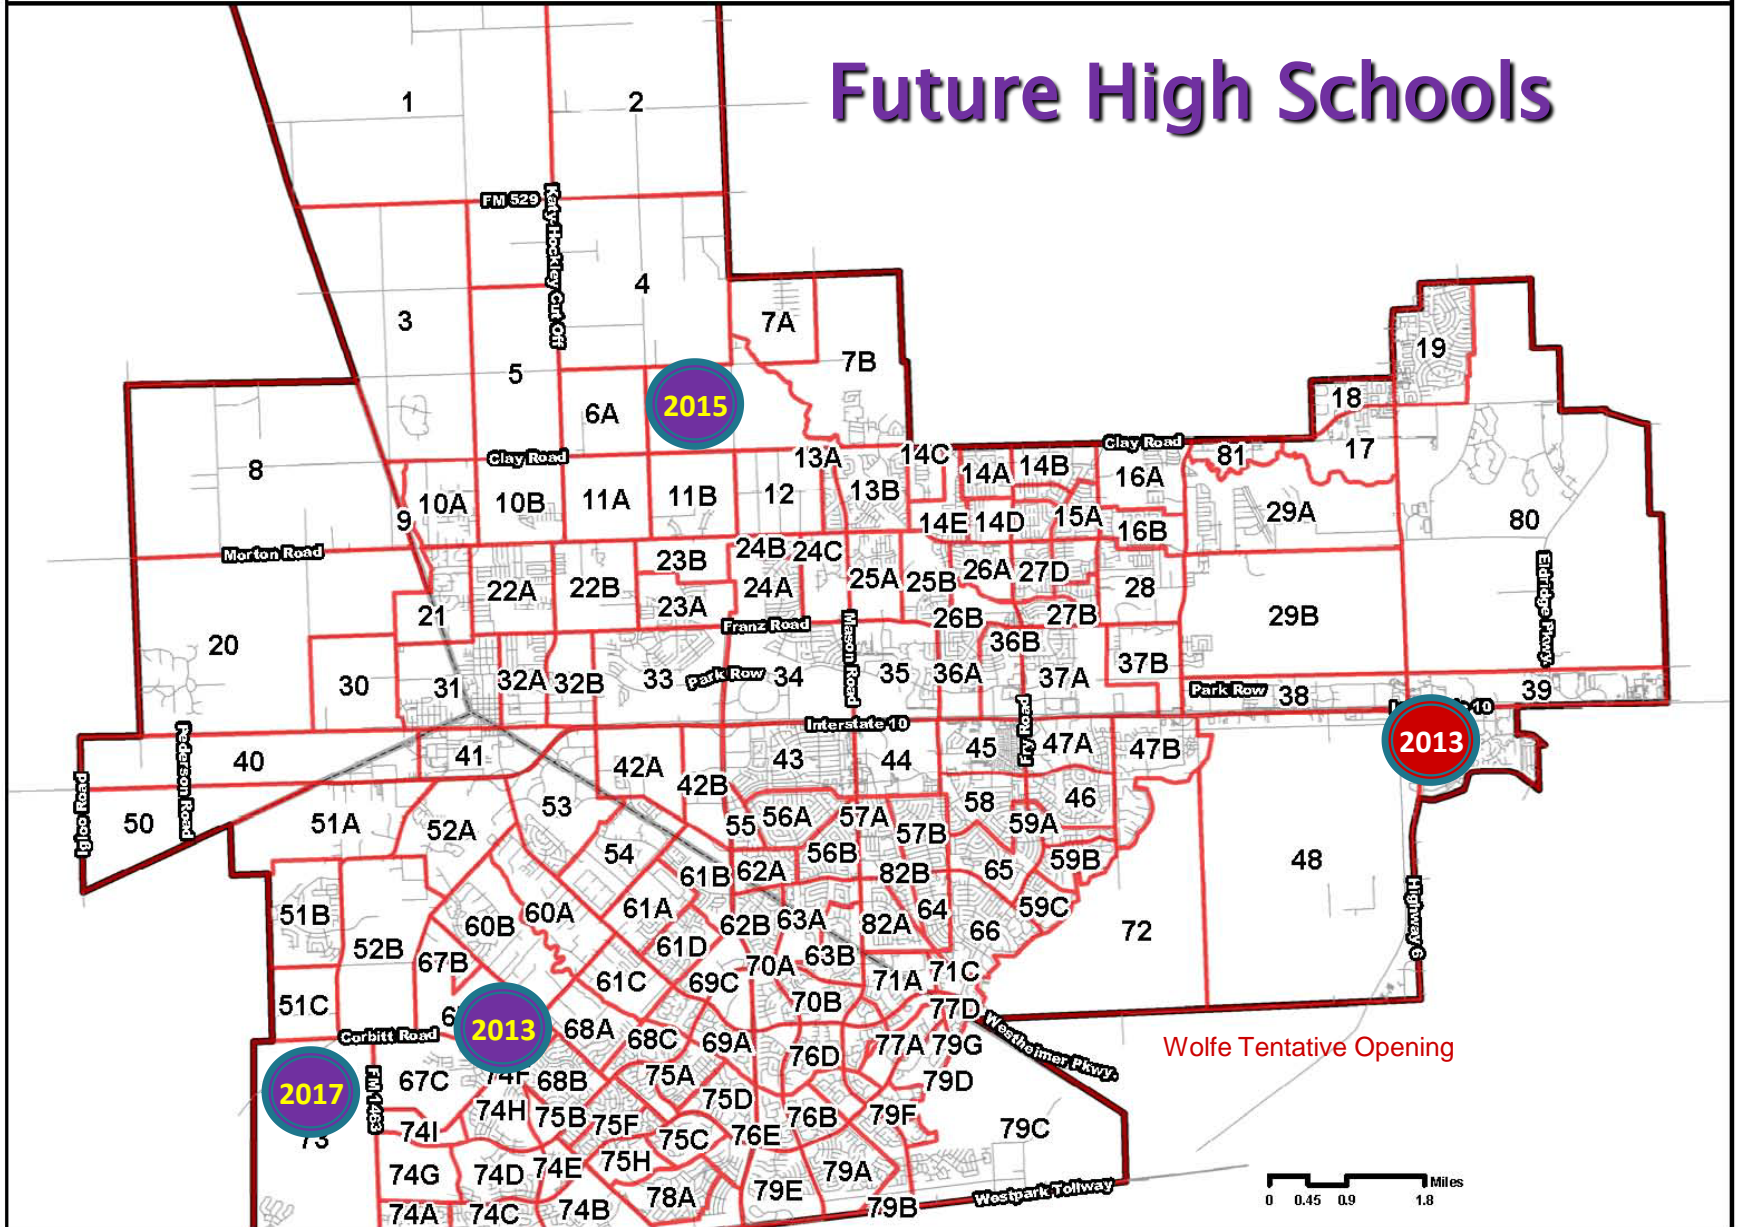 Future High Schools
1
2
FM 529
Katy-Hockley Cut Off
3
4
5
7A
7B
19
18
17
6A
2015
Clay Road
Clay Road
8
9
10A
10B
11A
11B
12
13A
13B
14C
14A
14B
16A
81
14E
14D
15A
16B
29A
80
Morton Road
22A
22B
23B
23A
24B
24C
24A
25A
25B
26A
27D
28
26B
27B
29B
Eldridge Pkwy.
21
20
Franz Road
Mason Road
36B
30
31
32A
32B
33
Park Row
34
35
36A
37A
37B
Park Row
38
39
Interstate 10
10
Fry Road
2013
Igloo Road
Pederson Road
40
41
42A
42B
43
44
45
47A
47B
50
51A
52A
53
54
55
56A
57A
57B
58
46
59A
56B
61B
62A
82B
65
59B
48
51B
52B
60B
60A
61A
62B
63A
82A
64
59C
66
72
Highway 6
67B
61D
63B
61C
69C
70A
71A
71C
51C
70B
77D
Corbitt Road
6
2013
68A
68C
69A
76D
77A
79G
Westheimer Pkwy.
Wolfe Tentative Opening
2017
73
FM 1463
67C
74F
68B
75A
79D
74H
75B
75F
75D
76B
79F
74I
75C
76E
79C
74G
74D
74E
75H
79A
78A
79E
79B
74A
74C
74B
Westpark Tollway
Miles
0 0.45 0.9 1.8